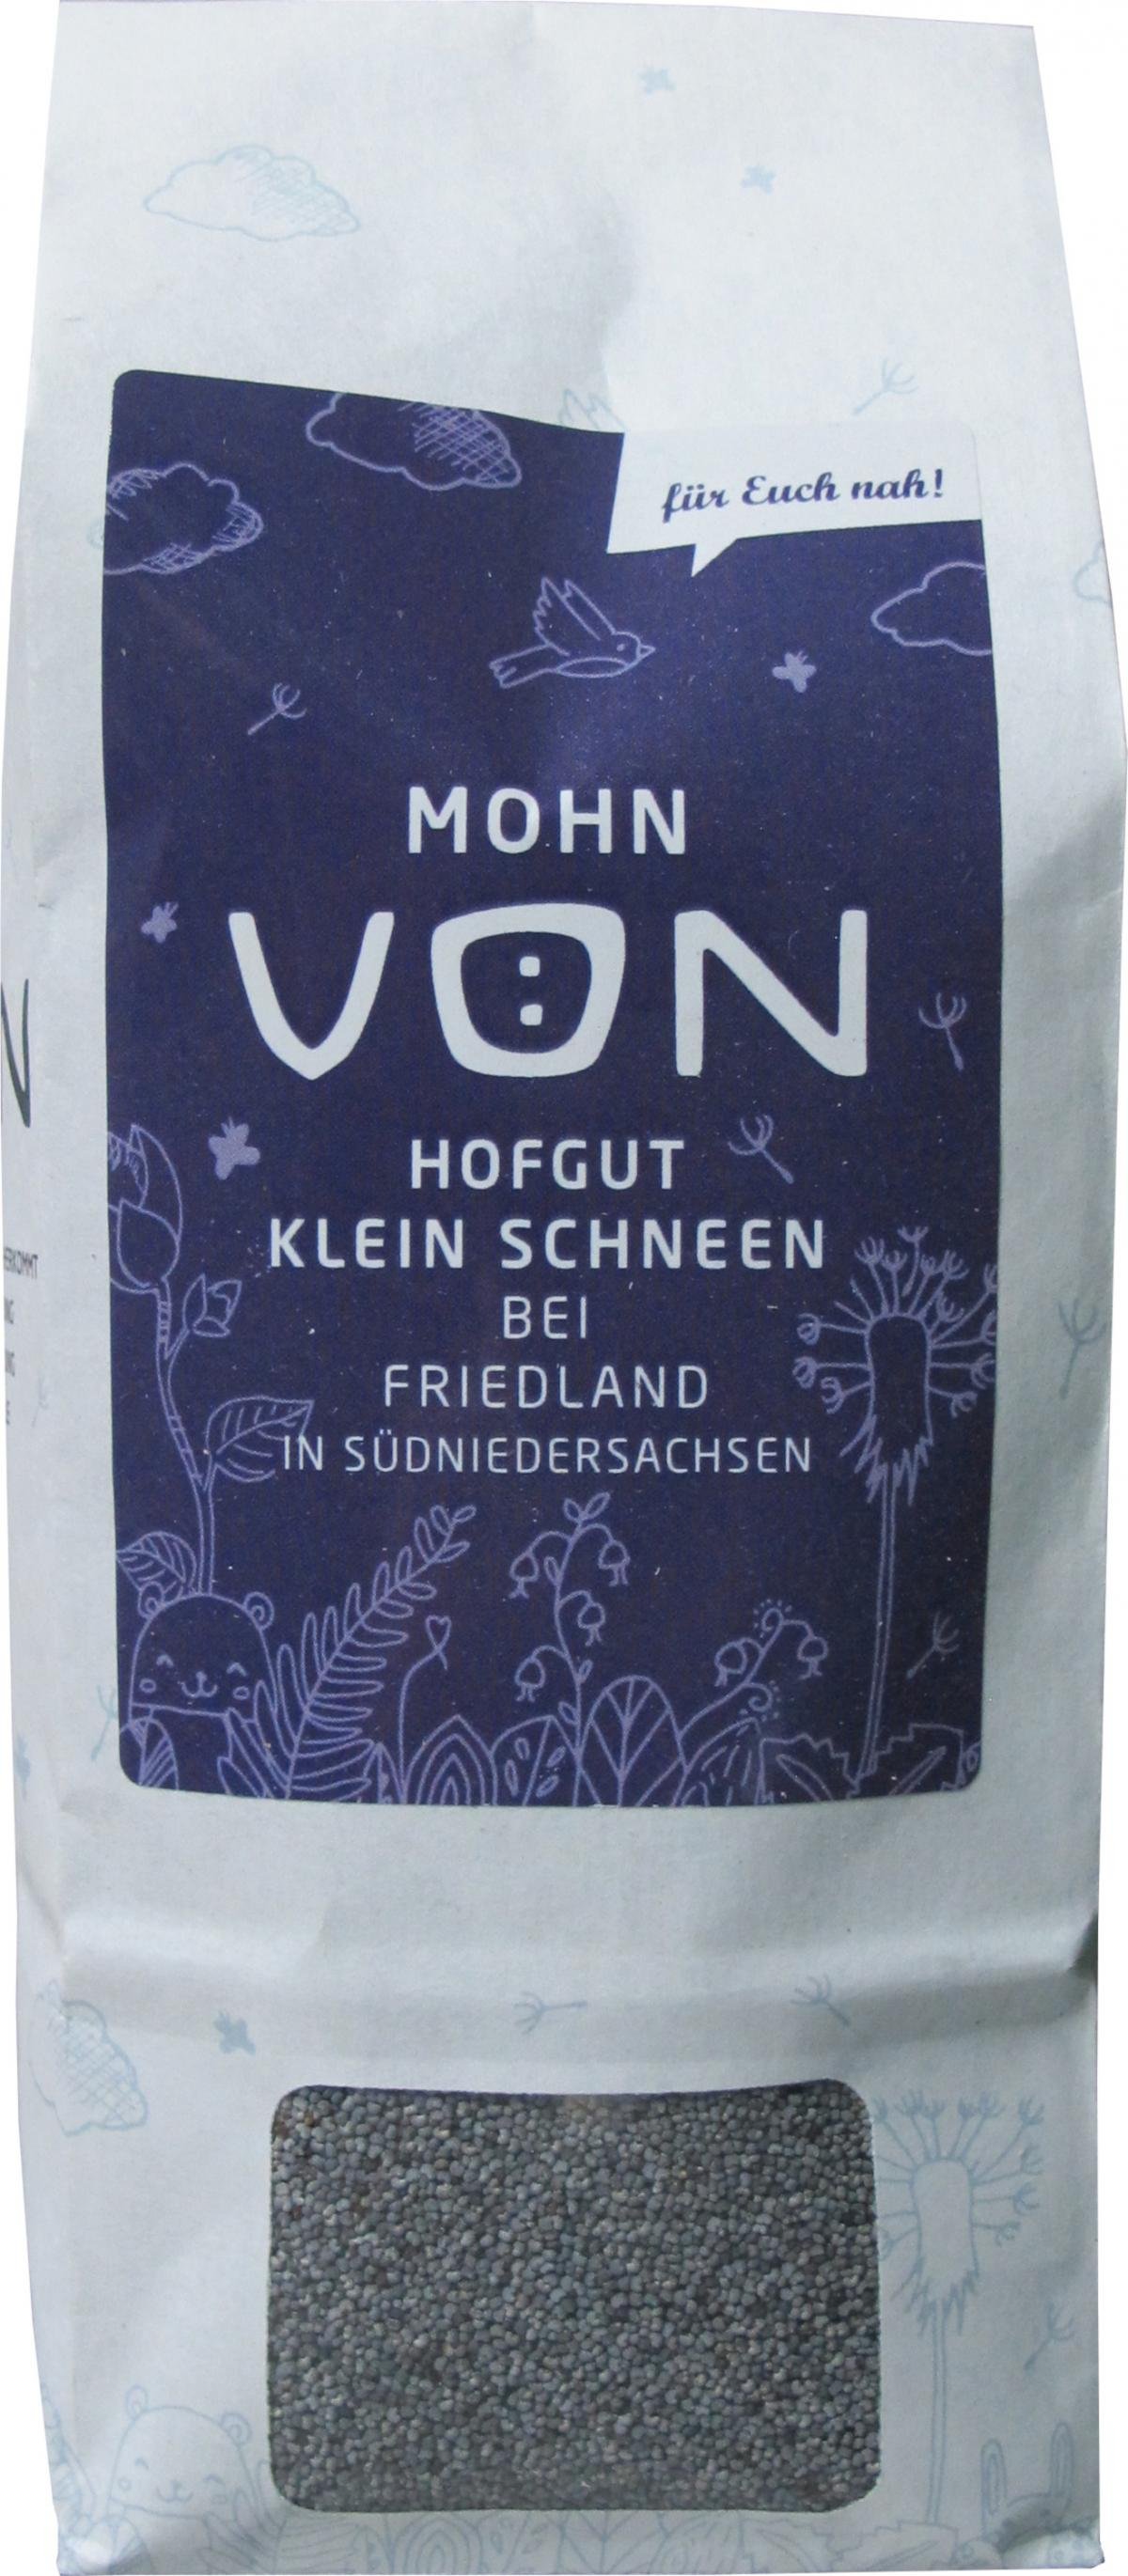 für Euch nah!
MOHN
VON
HOFGUT
KLEIN SCHNEEN
BEI
FRIEDLAND
IN SÜDNIEDERSACHSEN